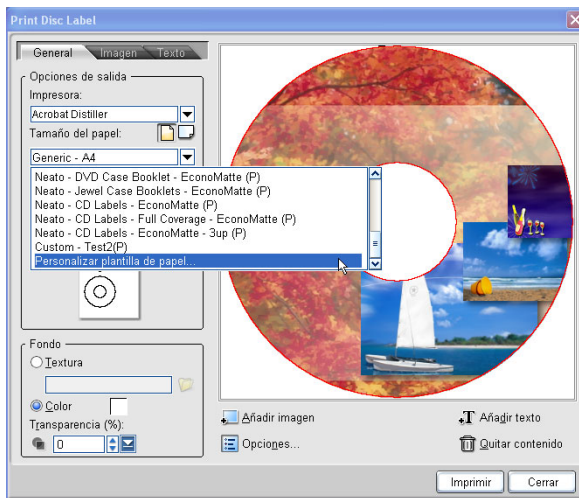 Print Disc Label
General Imagen Texto
Opciones de salida
Impresora:
Acrobat Distiller
Tamaño del papel:
Generic - A4
Neato - DVD Case Booklet - EconoMatte (P)
Neato - Jewel Case Booklets - EconoMatte (P)
Neato - CD Labels - EconoMatte (P)
Neato - CD Labels - Full Coverage - EconoMatte (P)
Neato - CD Labels - EconoMatte - 3up (P)
Custom - Test2(P)
Personalizar plantilla de papel...
Fondo
Textura
Color
Transparencia (%):
0
Añadir imagen
Añadir texto
Opciones...
Quitar contenido
Imprimir
Cerrar